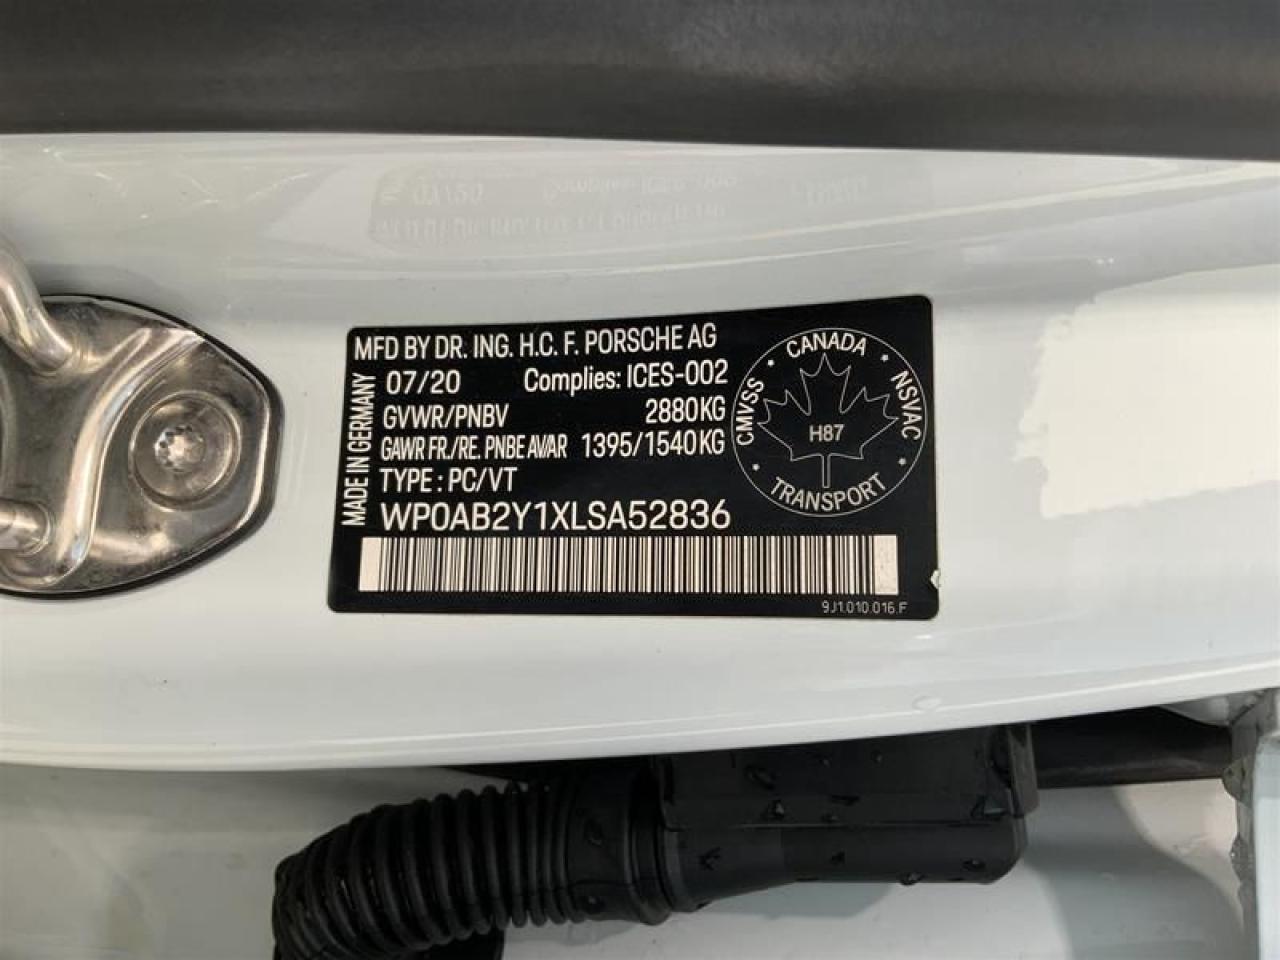 MFD BY DR. ING. H.C. F. PORSCHE AG
MADE IN GERMANY
07/20 Complies: ICES-002
GVWR/PNBV 2880KG
GAWR FR./RE. PNBE AV/AR 1395/1540KG
TYPE : PC/VT
WP0AB2Y1XLSA52836
9J1.010.016.F
CANADA
CMVSS
NSVAC
H87
TRANSPORT